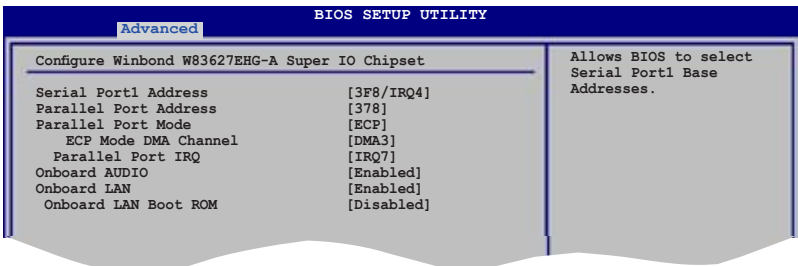 BIOS SETUP UTILITY
Advanced
Configure Winbond W83627EHG-A Super IO Chipset
Serial Port1 Address [3F8/IRQ4]
Parallel Port Address [378]
Parallel Port Mode [ECP]
ECP Mode DMA Channel [DMA3]
Parallel Port IRQ [IRQ7]
Onboard AUDIO [Enabled]
Onboard LAN [Enabled]
Onboard LAN Boot ROM [Disabled]
Allows BIOS to select
Serial Port1 Base
Addresses.